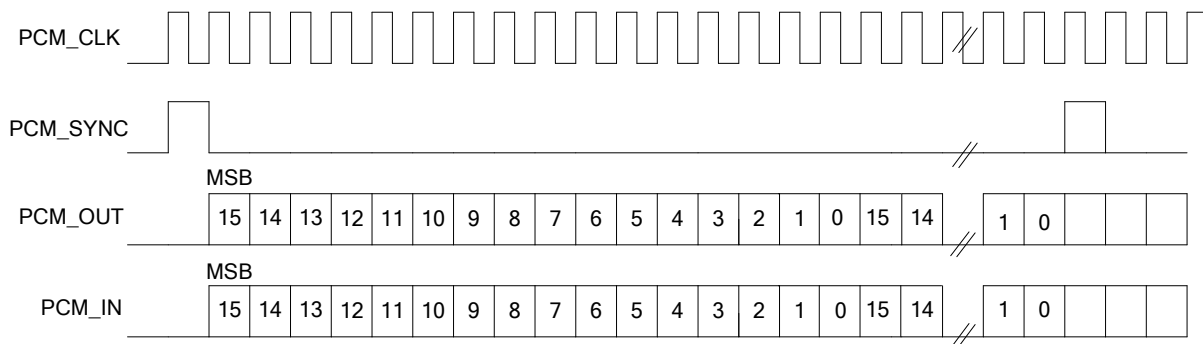 PCM_CLK
PCM_SYNC
MSB
PCM_OUT 15 14 13 12 11 10 9 8 7 6 5 4 3 2 1 0 15 14 1 0
MSB
PCM_IN 15 14 13 12 11 10 9 8 7 6 5 4 3 2 1 0 15 14 1 0